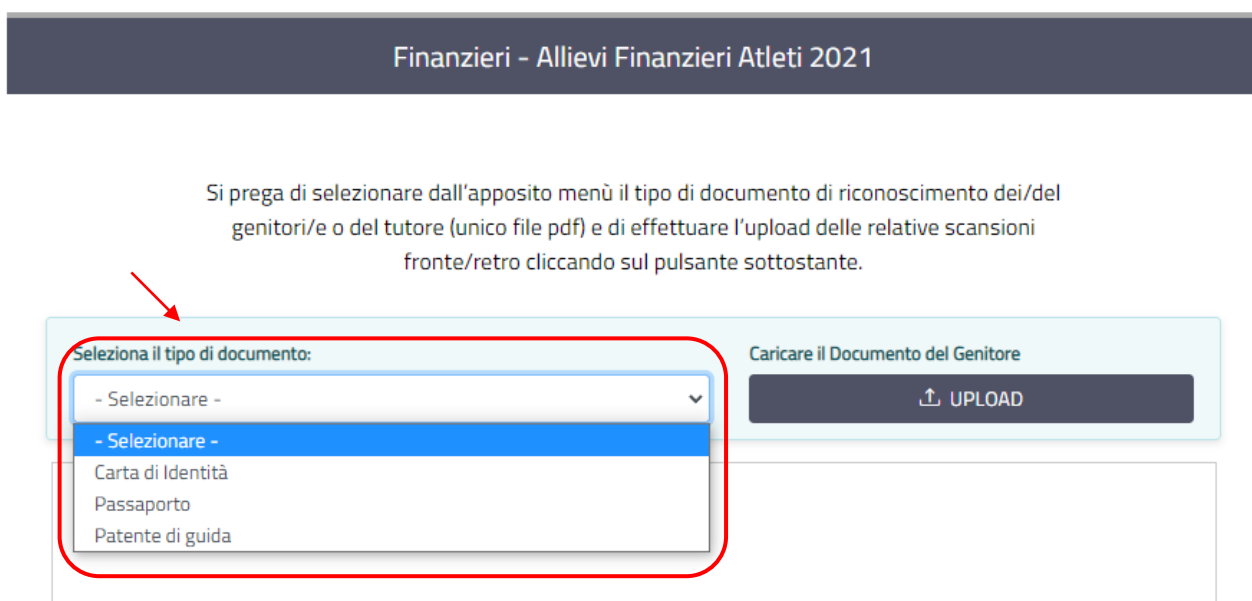 Finanzieri - Allievi Finanzieri Atleti 2021
Si prega di selezionare dall'apposito menù il tipo di documento di riconoscimento dei/del
genitori/e o del tutore (unico file pdf) e di effettuare l'upload delle relative scansioni
fronte/retro cliccando sul pulsante sottostante.
Seleziona il tipo di documento:
Caricare il Documento del Genitore
- Selezionare -
UPLOAD
- Selezionare -
Carta di Identità
Passaporto
Patente di guida